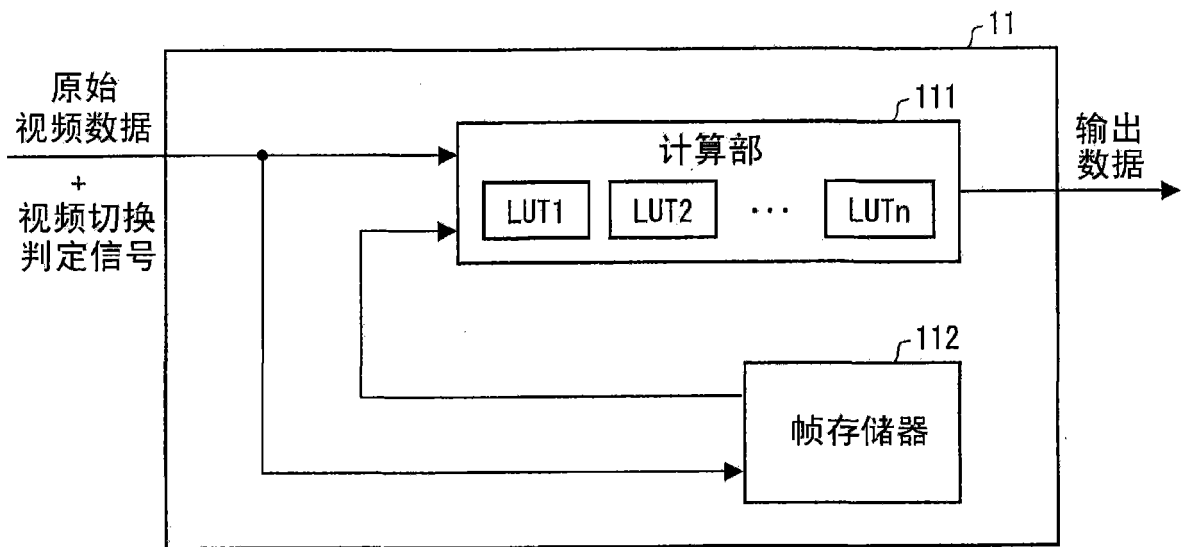 11
原始
视频数据
+
视频切换
判定信号
111
计算部
LUT1 LUT2 ··· LUTn
输出
数据
112
帧存储器